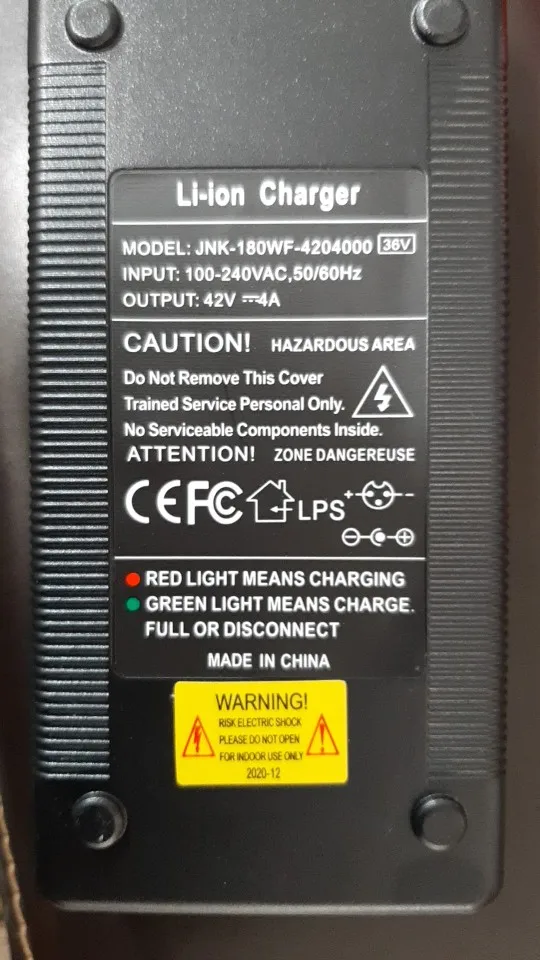 Li-ion Charger
MODEL: JNK-180WF-4204000 36V
INPUT: 100-240VAC,50/60Hz
OUTPUT: 42V ⎓4A
CAUTION! HAZARDOUS AREA
Do Not Remove This Cover
Trained Service Personal Only.
No Serviceable Components Inside.
ATTENTION! ZONE DANGEREUSE
CE FC LPS + -
- +
RED LIGHT MEANS CHARGING
GREEN LIGHT MEANS CHARGE.
FULL OR DISCONNECT
MADE IN CHINA
WARNING!
RISK ELECTRIC SHOCK
PLEASE DO NOT OPEN
FOR INDOOR USE ONLY
2020-12